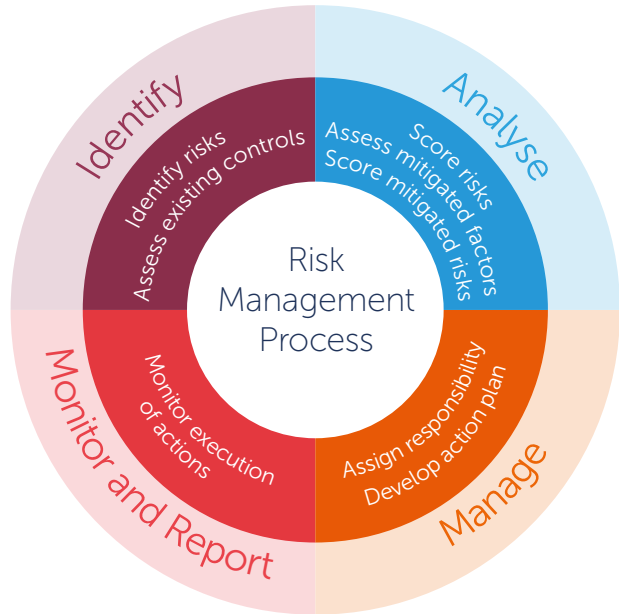 Identify
Identify risks
Assess existing controls
Analyse
Score risks
Assess mitigated factors
Score mitigated risks
Risk
Management
Process
Monitor and Report
Monitor execution
of actions
Manage
Assign responsibility
Develop action plan